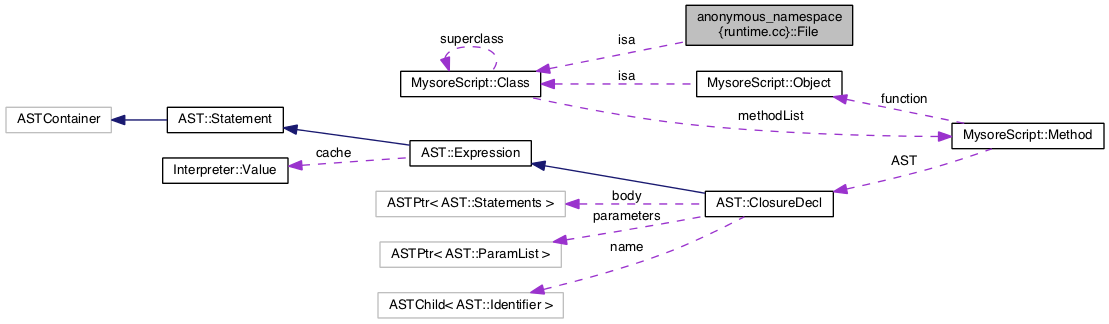 anonymous_namespace
{runtime.cc}::File
superclass
isa
MysoreScript::Class
isa
MysoreScript::Object
function
methodList
ASTContainer
AST::Statement
MysoreScript::Method
cache
AST::Expression
AST
Interpreter::Value
body
ASTPtr< AST::Statements >
AST::ClosureDecl
parameters
ASTPtr< AST::ParamList >
name
ASTChild< AST::Identifier >